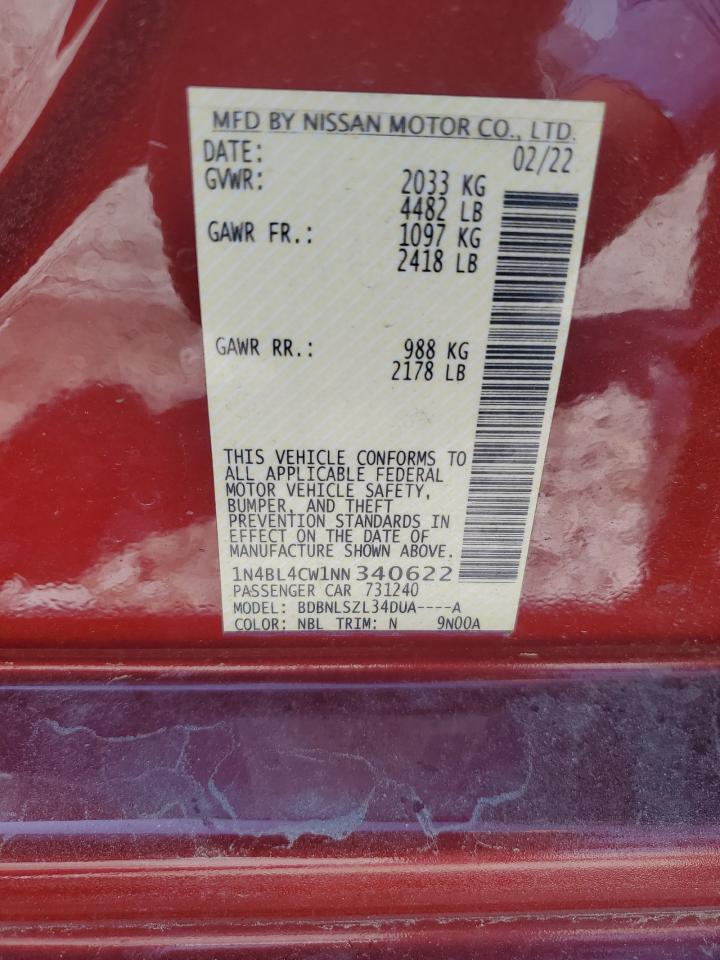 MFD BY NISSAN MOTOR CO., LTD.
DATE: 02/22
GVWR: 2033 KG
4482 LB
GAWR FR.: 1097 KG
2418 LB
GAWR RR.: 988 KG
2178 LB
THIS VEHICLE CONFORMS TO
ALL APPLICABLE FEDERAL
MOTOR VEHICLE SAFETY,
BUMPER, AND THEFT
PREVENTION STANDARDS IN
EFFECT ON THE DATE OF
MANUFACTURE SHOWN ABOVE.
1N4BL4CW1NN340622
PASSENGER CAR 731240
MODEL: BDBNLSZL34DUA----A
COLOR: NBL TRIM: N 9N00A